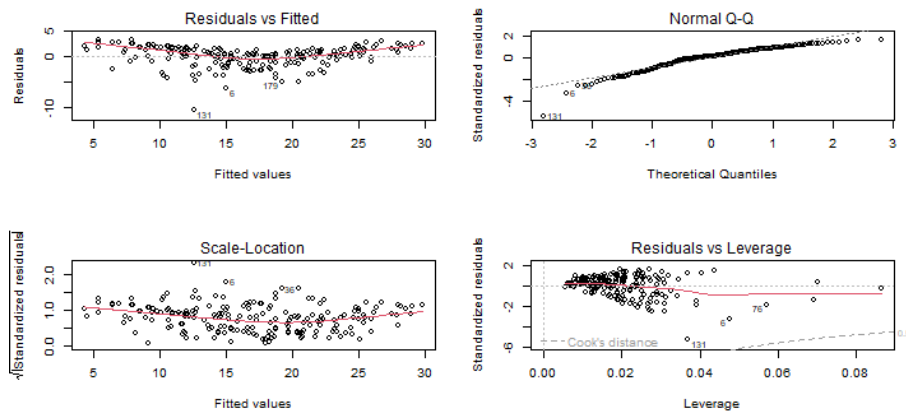 Residuals vs Fitted
Residuals
5
0
-10
6
179
131
5 10 15 20 25 30
Fitted values
Normal Q-Q
Standardized residuals
2
0
-4
6
131
-3 -2 -1 0 1 2 3
Theoretical Quantiles
Scale-Location
√|Standardized residuals|
2.0
1.0
0.0
131
6
36
5 10 15 20 25 30
Fitted values
Residuals vs Leverage
Standardized residuals
2
-2
-6
76
6
131
Cook's distance
0.00 0.02 0.04 0.06 0.08
Leverage